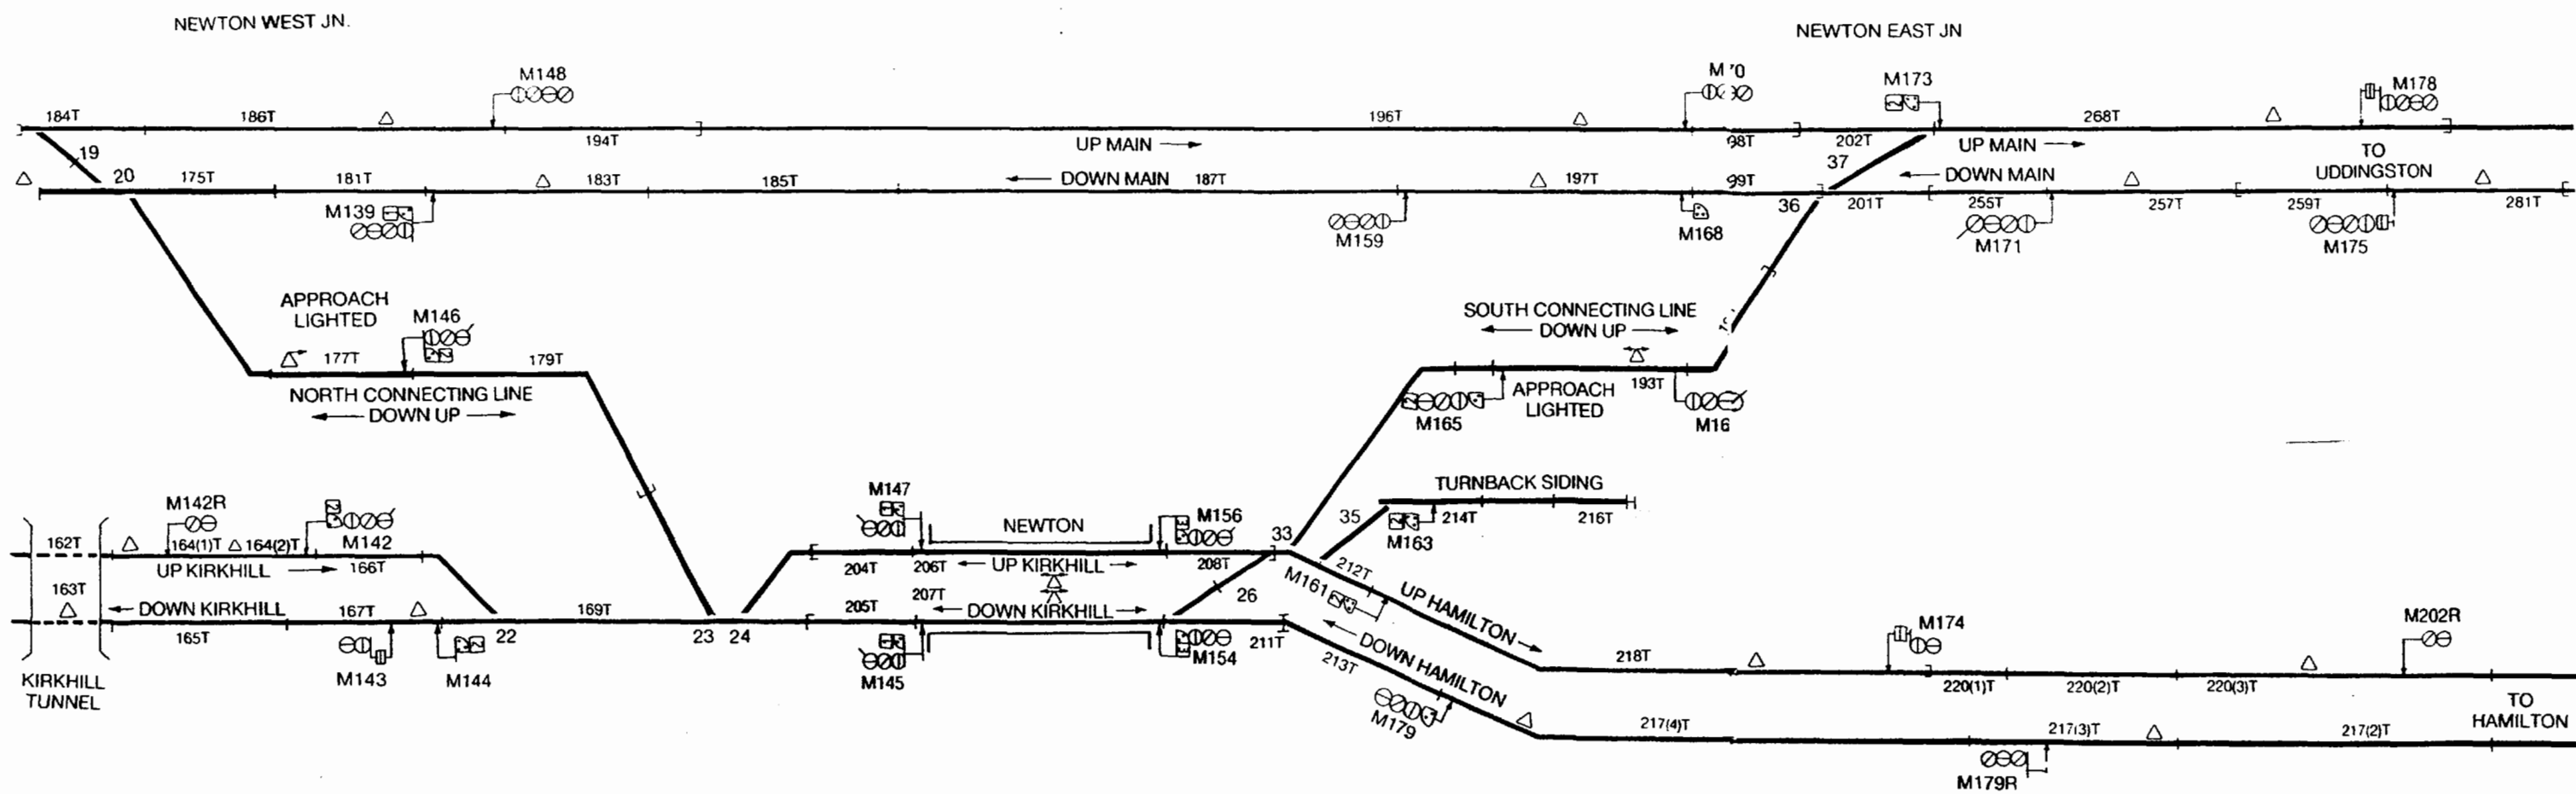 NEWTON WEST JN.
NEWTON EAST JN
M148
M173
M178
184T
186T
194T
196T
202T
268T
UP MAIN
UP MAIN
19
37
TO
UDDINGSTON
20
175T
181T
183T
185T
DOWN MAIN
187T
197T
99T
DOWN MAIN
36
201T
255T
257T
259T
281T
M139
M159
M168
M171
M175
APPROACH
LIGHTED
M146
177T
179T
NORTH CONNECTING LINE
DOWN UP
SOUTH CONNECTING LINE
DOWN UP
193T
APPROACH
LIGHTED
M165
M16
TURNBACK SIDING
35
214T
216T
M163
M142R
M142
162T
164(1)T
164(2)T
166T
UP KIRKHILL
163T
DOWN KIRKHILL
167T
165T
169T
22
23
24
M143
M144
KIRKHILL
TUNNEL
M147
NEWTON
M156
33
204T
206T
UP KIRKHILL
208T
205T
207T
DOWN KIRKHILL
26
211T
M145
M154
212T
M161
UP HAMILTON
DOWN HAMILTON
213T
M179
218T
M174
M202R
220(1)T
220(2)T
220(3)T
TO
HAMILTON
217(4)T
217(3)T
217(2)T
M179R